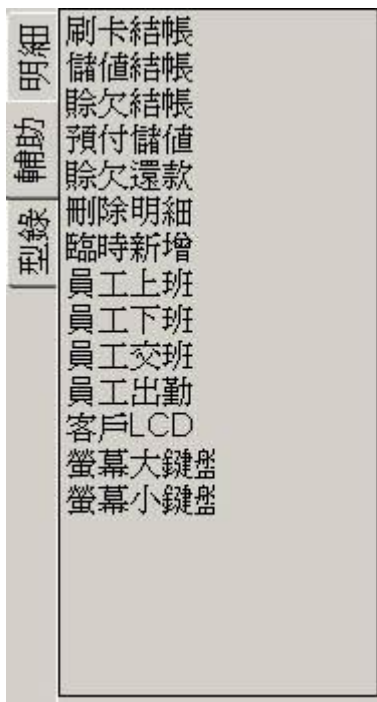 明細
輔助
型錄
刷卡結帳
儲值結帳
賒欠結帳
預付儲值
賒欠還款
刪除明細
臨時新增
員工上班
員工下班
員工交班
員工出勤
客戶LCD
螢幕大鍵盤
螢幕小鍵盤